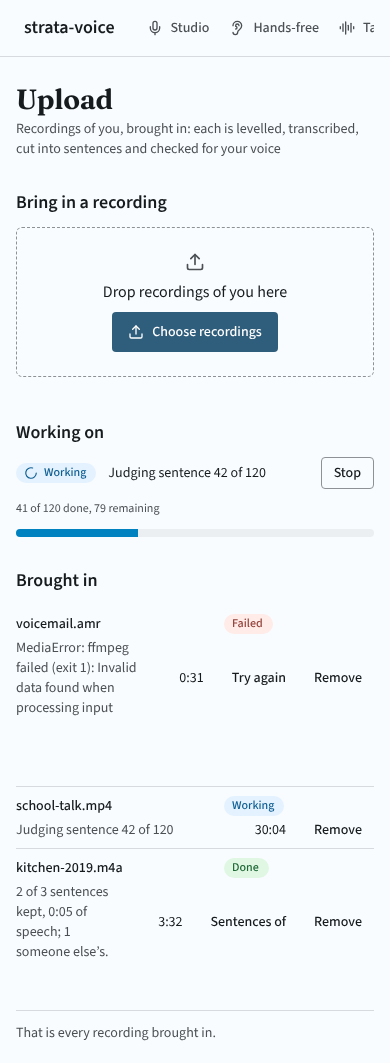 strata-voice Studio Hands-free Ta
Upload
Recordings of you, brought in: each is levelled, transcribed,
cut into sentences and checked for your voice
Bring in a recording
Drop recordings of you here
Choose recordings
Working on
Working Judging sentence 42 of 120 Stop
41 of 120 done, 79 remaining
Brought in
voicemail.amr Failed
MediaError: ffmpeg
failed (exit 1): Invalid
data found when
processing input
0:31 Try again Remove
school-talk.mp4 Working
Judging sentence 42 of 120 30:04 Remove
kitchen-2019.m4a Done
2 of 3 sentences
kept, 0:05 of
speech; 1
someone else’s.
3:32 Sentences of Remove
That is every recording brought in.